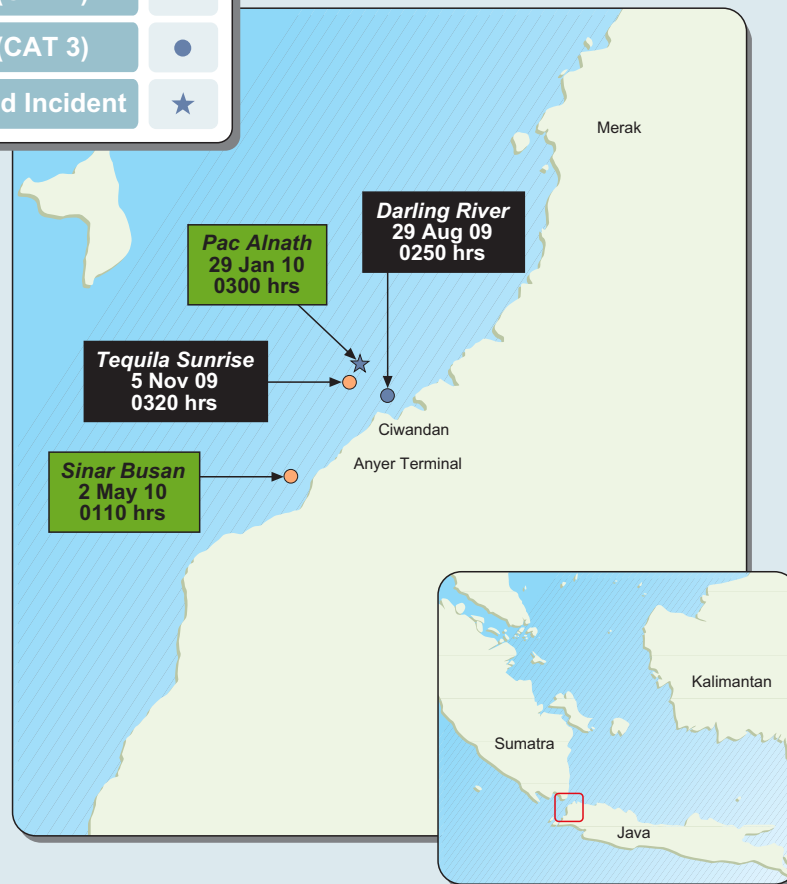 (CAT 3)
d Incident
Merak
Darling River
29 Aug 09
0250 hrs
Pac Alnath
29 Jan 10
0300 hrs
Tequila Sunrise
5 Nov 09
0320 hrs
Ciwandan
Anyer Terminal
Sinar Busan
2 May 10
0110 hrs
Kalimantan
Sumatra
Java